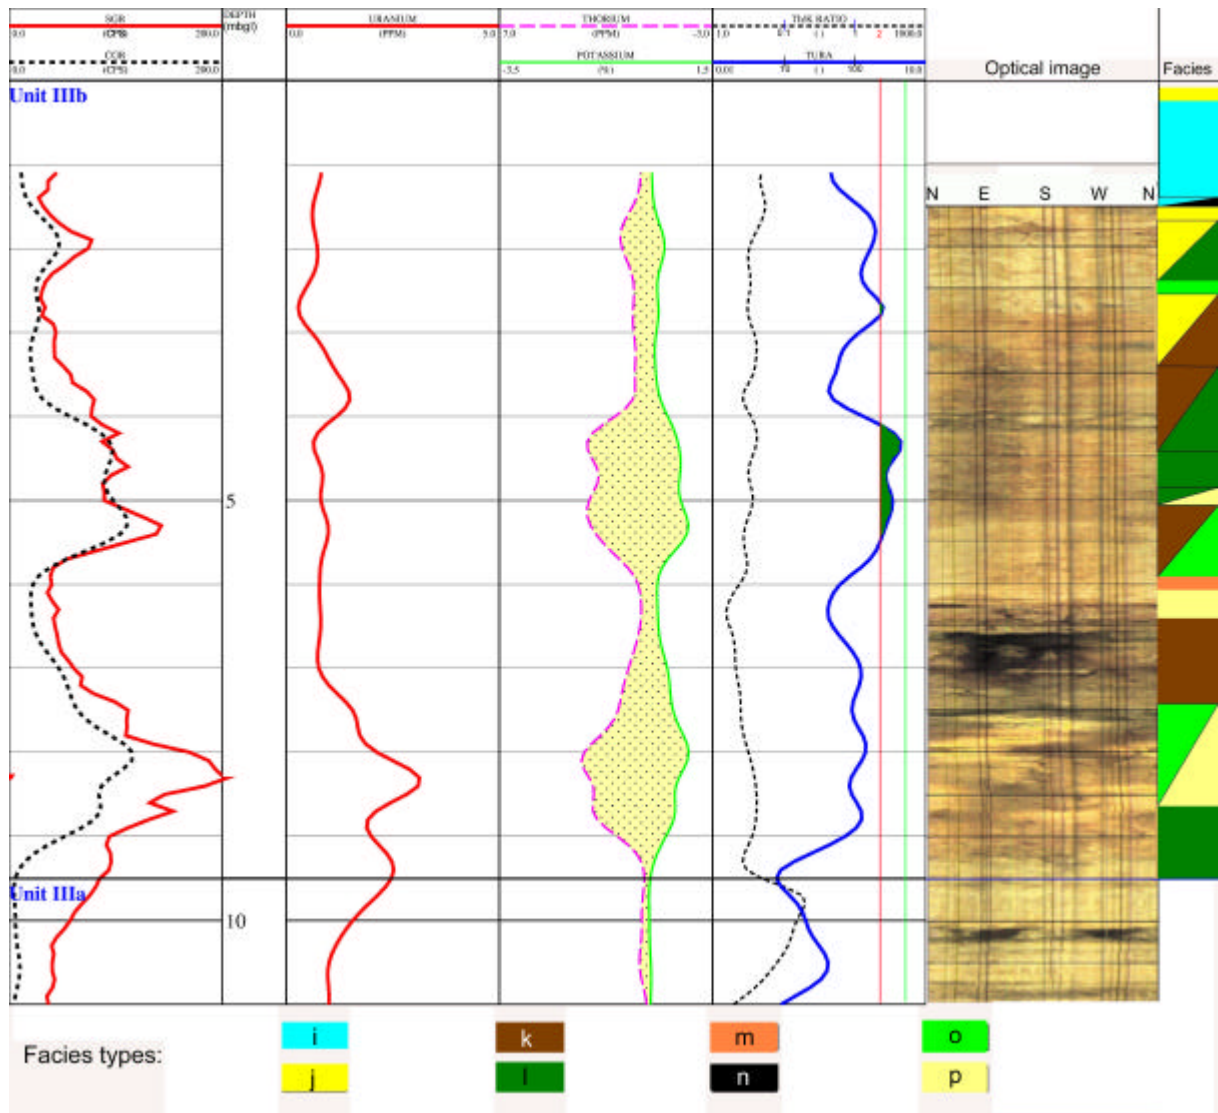 SGR DEPTH URANIUM THORIUM Th/K RATIO
0.0 (CPS) 200.0 (mbgl) 0.0 (PPM) 5.0 7.0 (PPM) -3.0 1.0 0.1 ( ) 1 2 1000.0
CGR POTASSIUM TURA
0.0 (CPS) 200.0 -3.5 (%) 1.5 0.01 10 ( ) 100 10.0
Optical image Facies
Unit IIIb
N E S W N
5
Unit IIIa
10
Facies types:
i k m o
j l n p